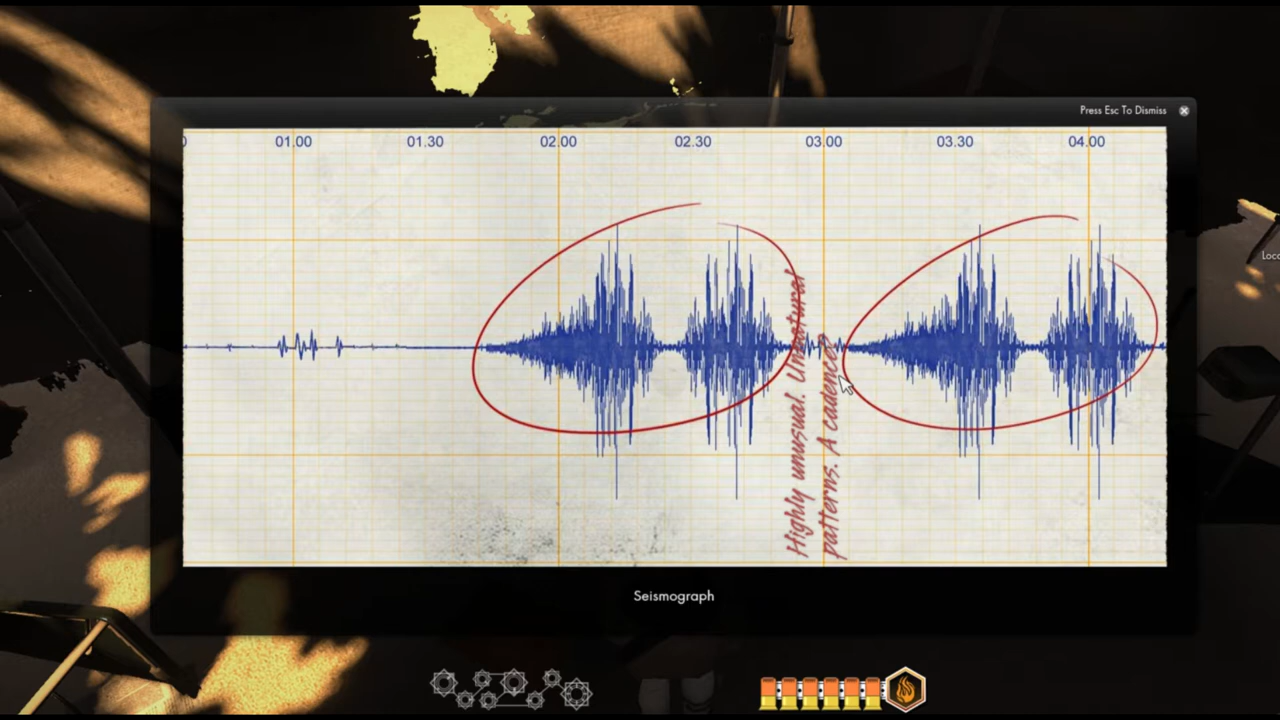 Press Esc To Dismiss
01.00 01.30 02.00 02.30 03.00 03.30 04.00
Highly unusual. Unnatural
patterns. A cadence?
Seismograph